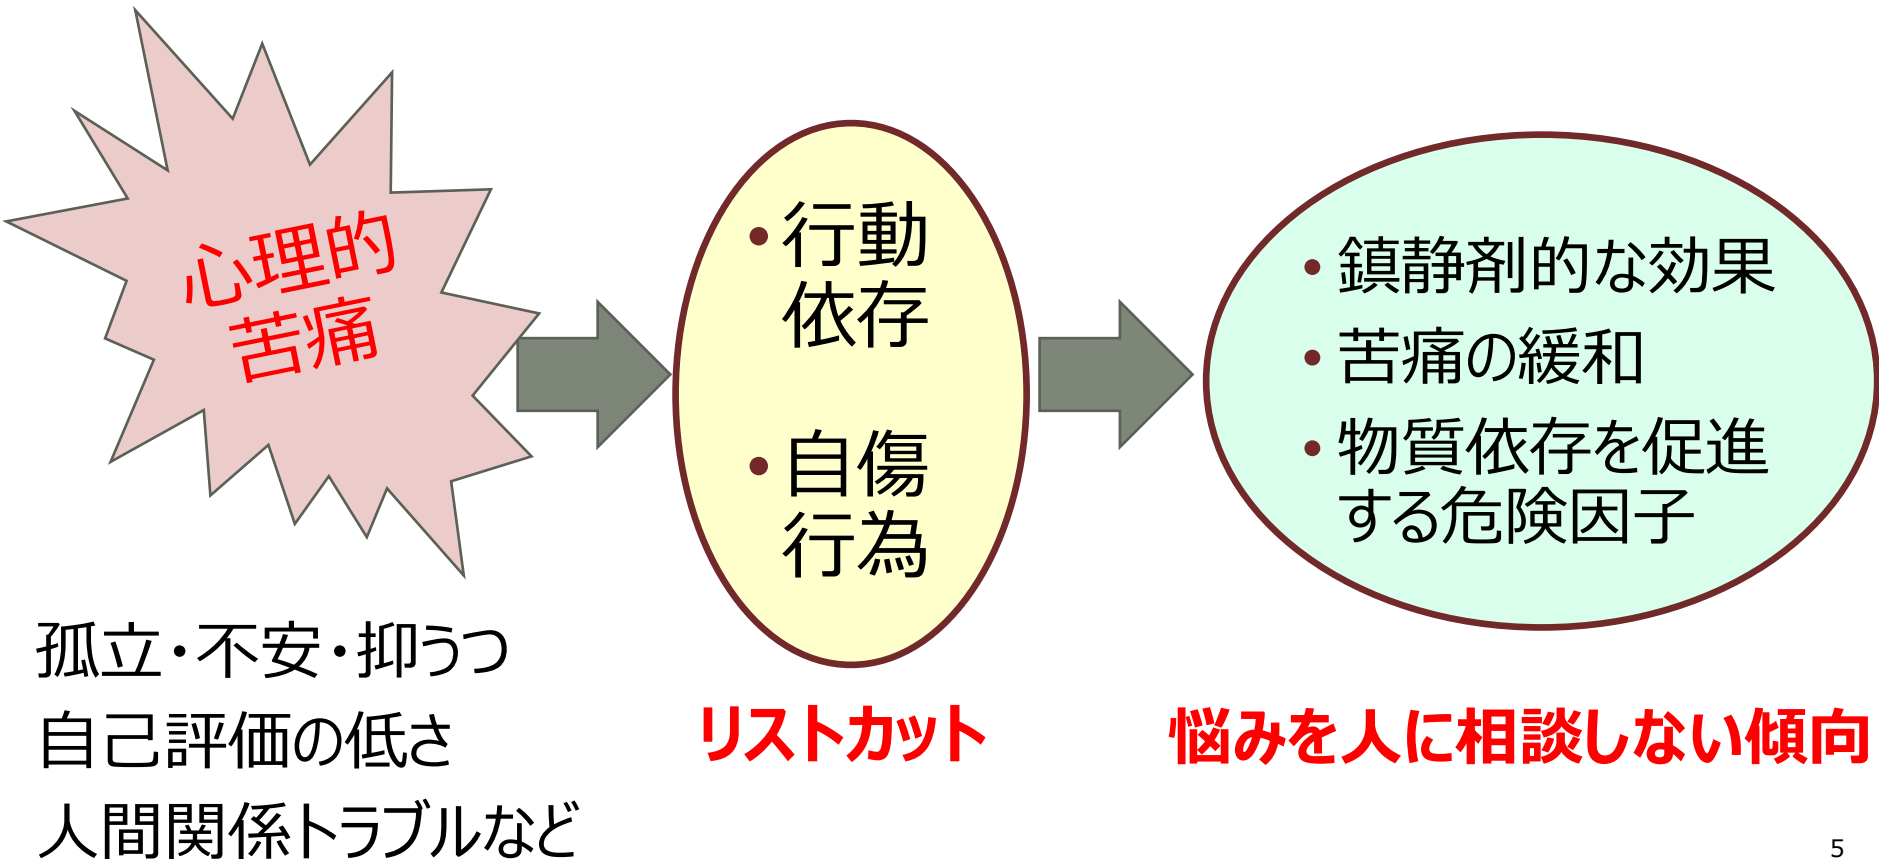 心理的
苦痛
孤立・不安・抑うつ
自己評価の低さ
人間関係トラブルなど
•行動
依存
•自傷
行為
リストカット
•鎮静剤的な効果
•苦痛の緩和
•物質依存を促進
する危険因子
悩みを人に相談しない傾向
5